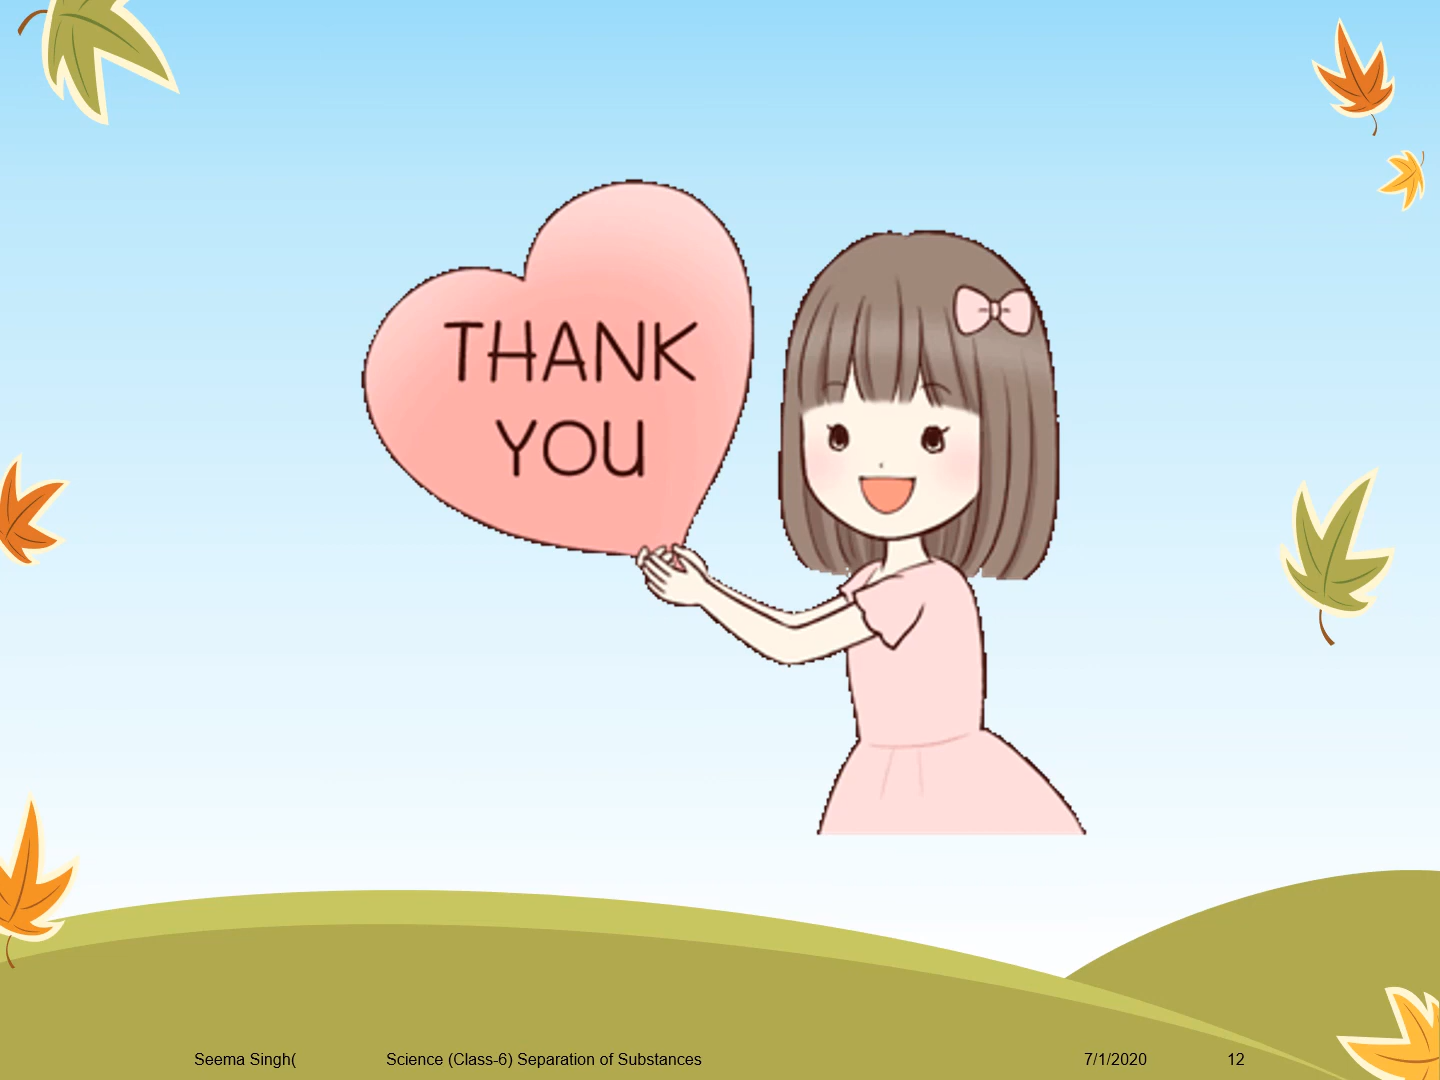 THANK
YOU
Seema Singh( Science (Class-6) Separation of Substances 7/1/2020 12